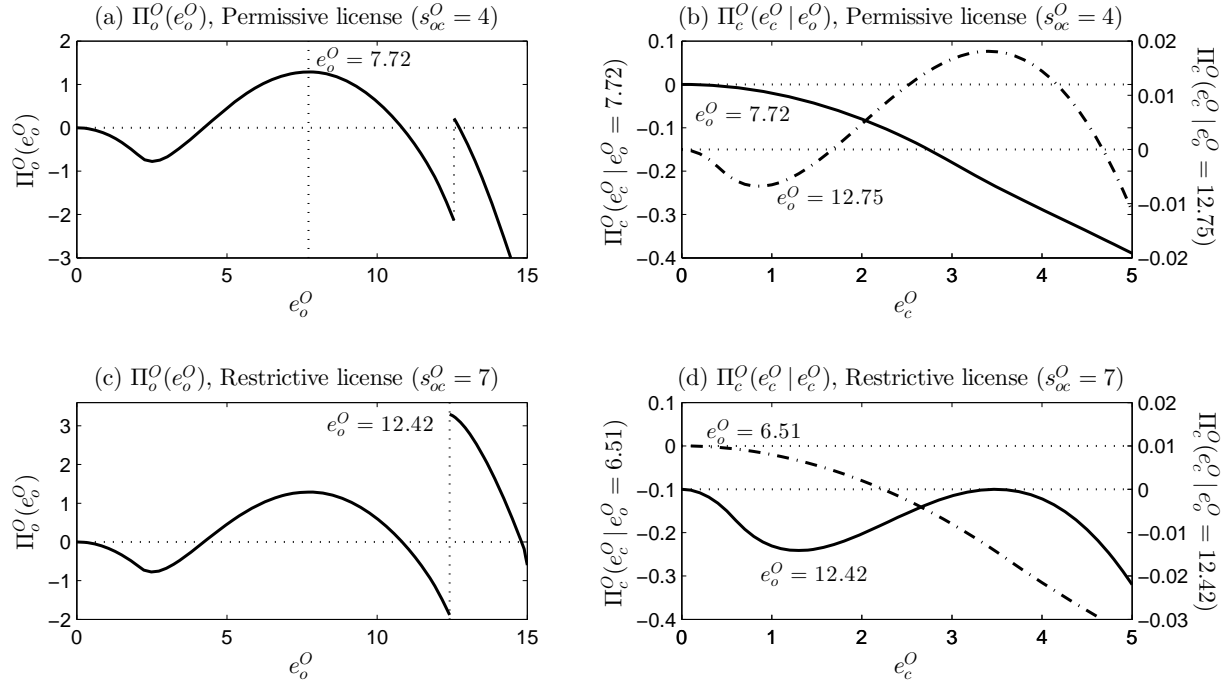 (a) Π_o^O(e_o^O), Permissive license (s_oc^O = 4)
2
1
0
−1
−2
−3
0
5
10
15
e_o^O = 7.72
Π_o^O(e_o^O)
e_o^O
(b) Π_c^O(e_c^O | e_o^O), Permissive license (s_oc^O = 4)
0.1
0
−0.1
−0.2
−0.3
−0.4
0
1
2
3
4
5
0.02
0.01
0
−0.01
−0.02
e_o^O = 7.72
e_o^O = 12.75
Π_c^O(e_c^O | e_o^O = 7.72)
Π_c^O(e_c^O | e_o^O = 12.75)
e_c^O
(c) Π_o^O(e_o^O), Restrictive license (s_oc^O = 7)
3
2
1
0
−1
−2
0
5
10
15
e_o^O = 12.42
Π_o^O(e_o^O)
e_o^O
(d) Π_c^O(e_c^O | e_c^O), Restrictive license (s_oc^O = 7)
0.1
0
−0.1
−0.2
−0.3
−0.4
0
1
2
3
4
5
0.02
0.01
0
−0.01
−0.02
−0.03
e_o^O = 6.51
e_o^O = 12.42
Π_c^O(e_c^O | e_o^O = 6.51)
Π_c^O(e_c^O | e_o^O = 12.42)
e_c^O